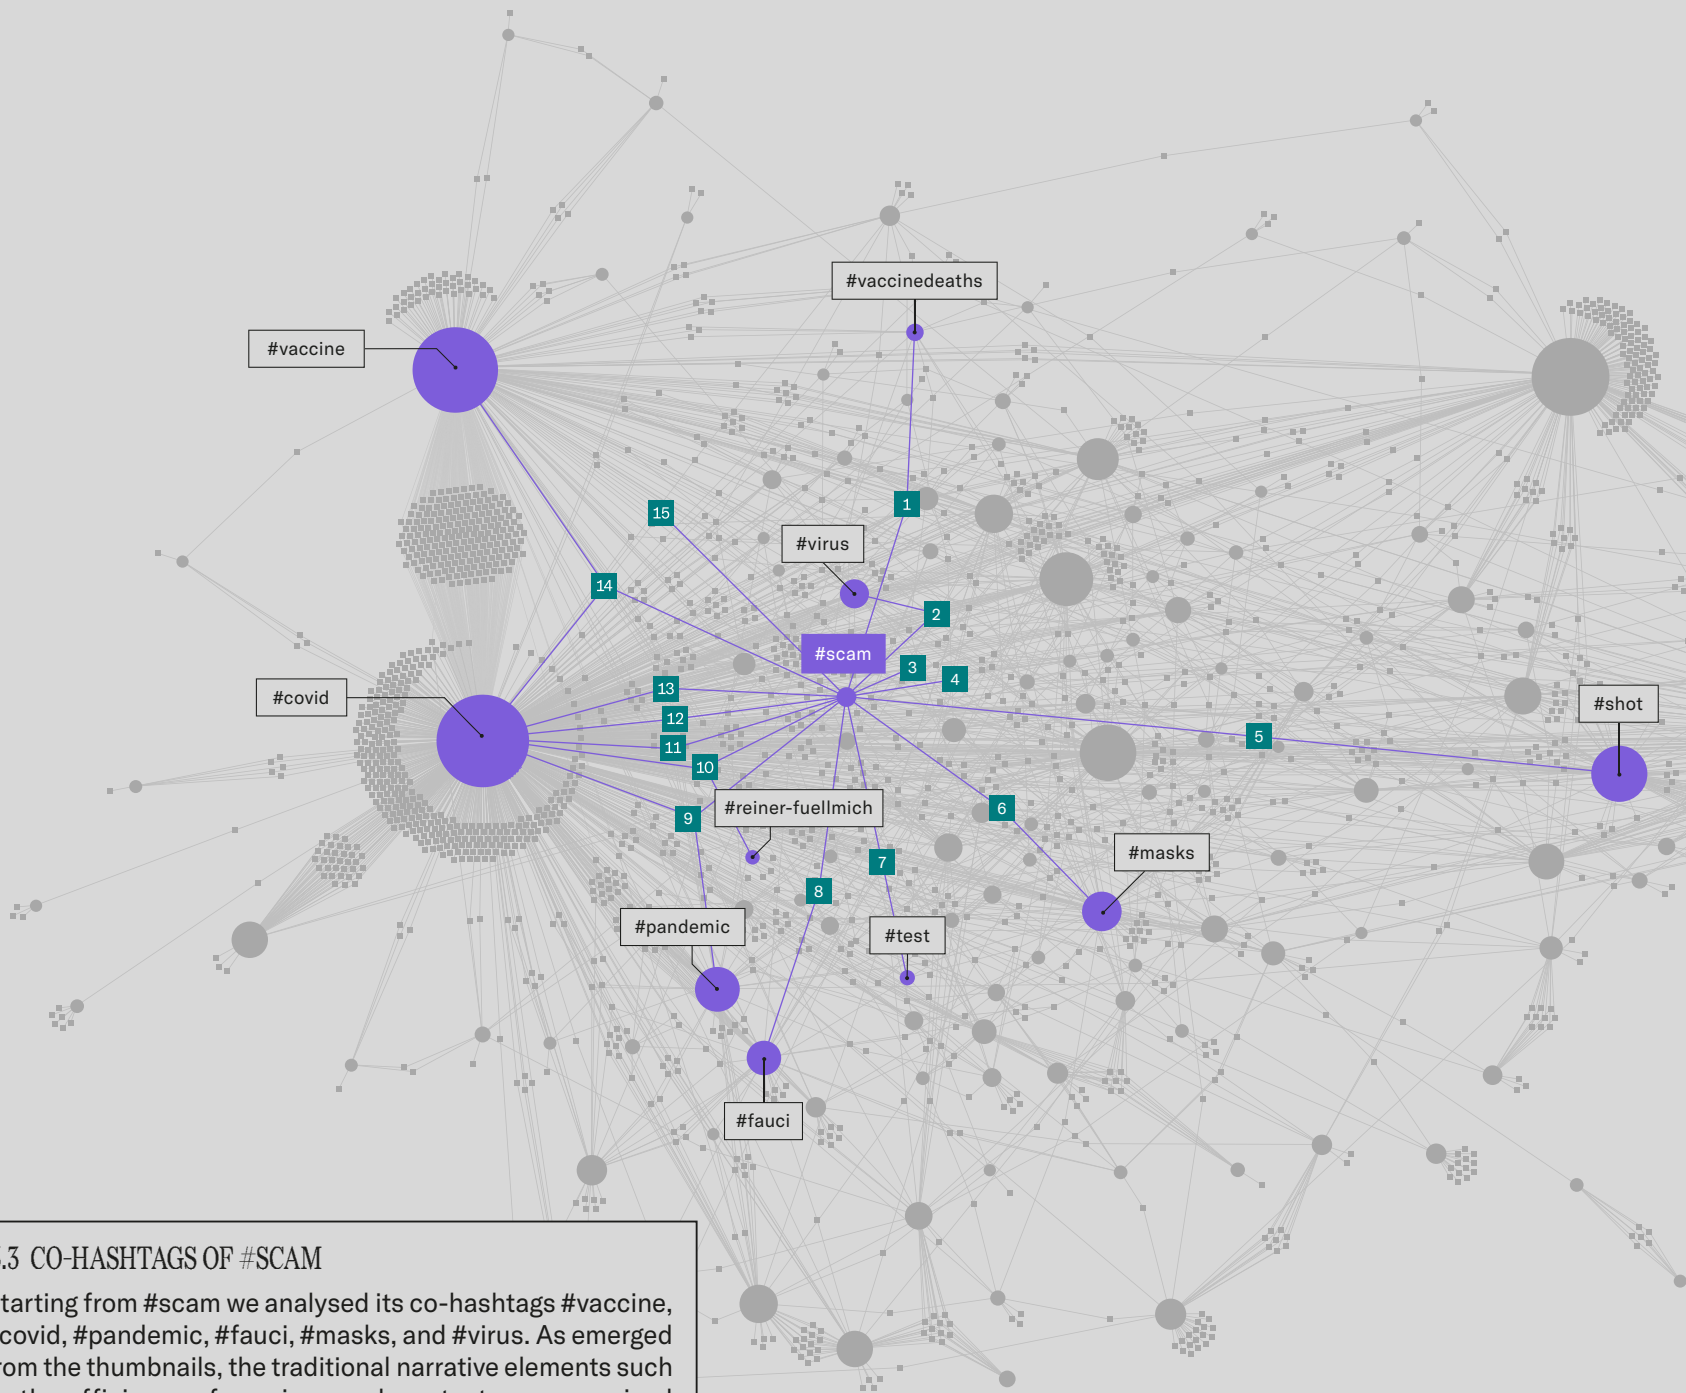 #vaccinedeaths
#vaccine
1
15
#virus
14
2
#scam
3
4
13
#covid
#shot
12
5
11
10
#reiner-fuellmich
6
9
#masks
7
8
#pandemic
#test
#fauci
.3 CO-HASHTAGS OF #SCAM
tarting from #scam we analysed its co-hashtags #vaccine,
covid, #pandemic, #fauci, #masks, and #virus. As emerged
rom the thumbnails, the traditional narrative elements such